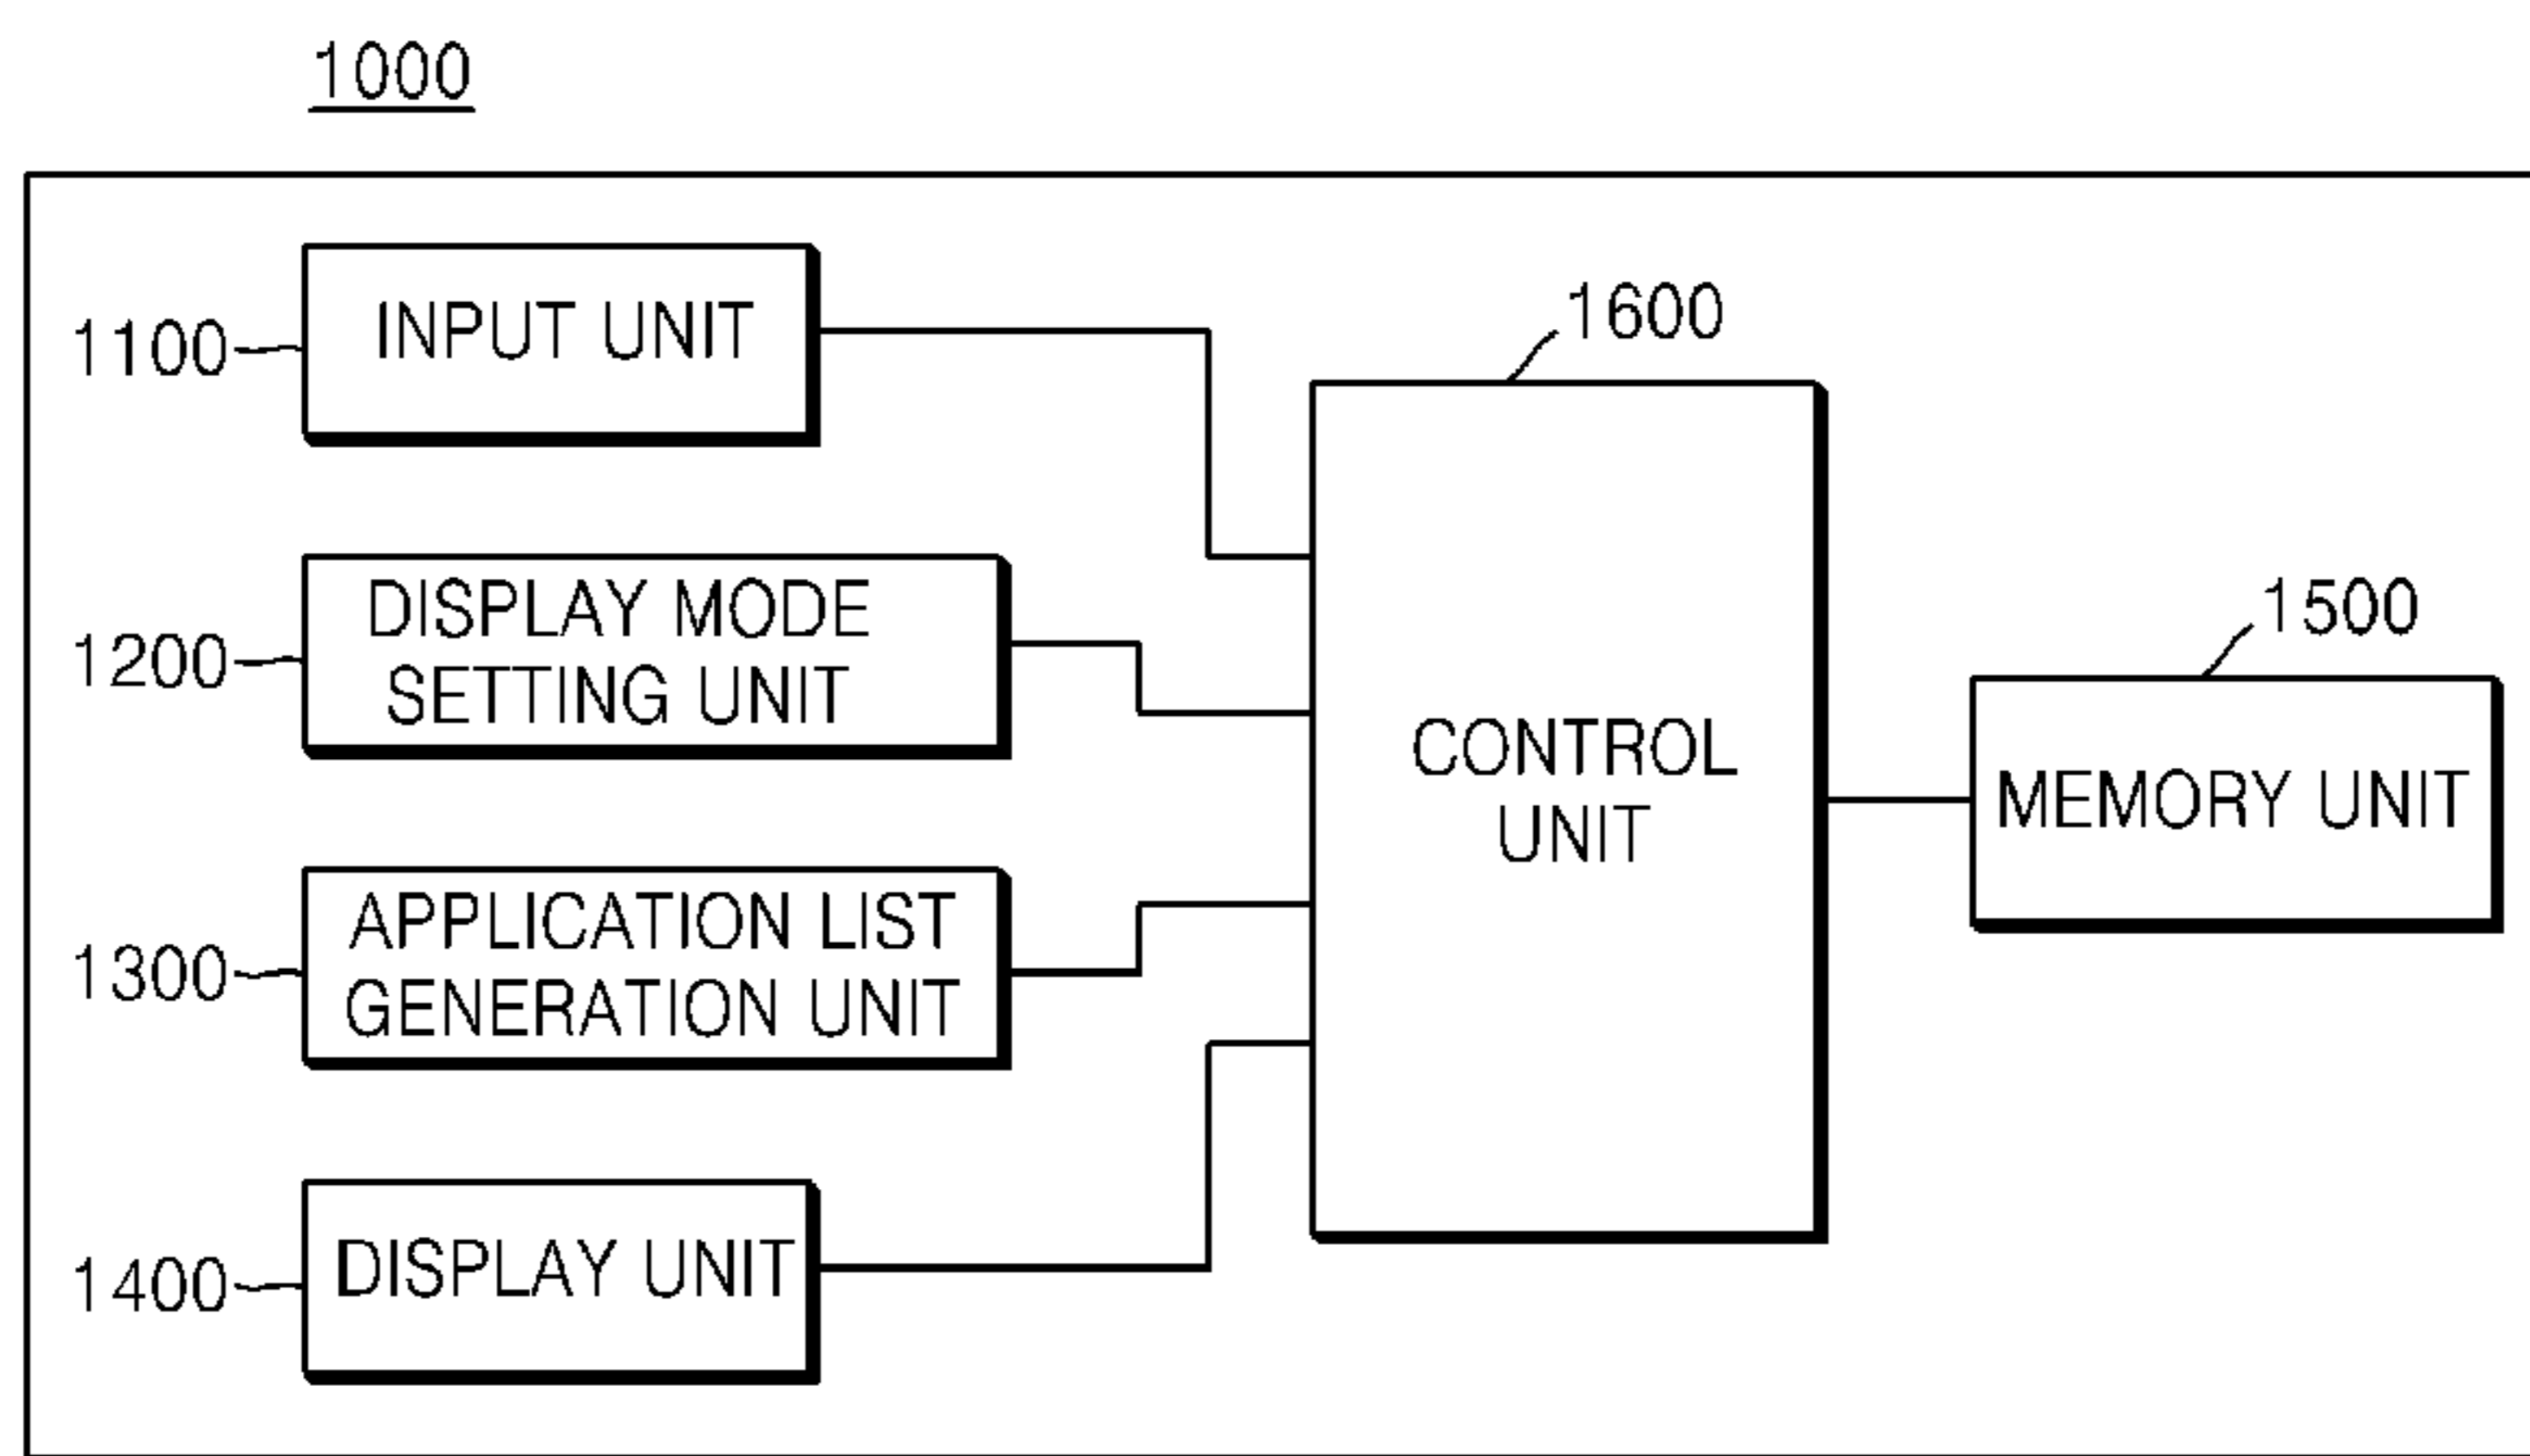 1000
1100
INPUT UNIT
1200
DISPLAY MODE
SETTING UNIT
1300
APPLICATION LIST
GENERATION UNIT
1400
DISPLAY UNIT
1600
CONTROL
UNIT
1500
MEMORY UNIT